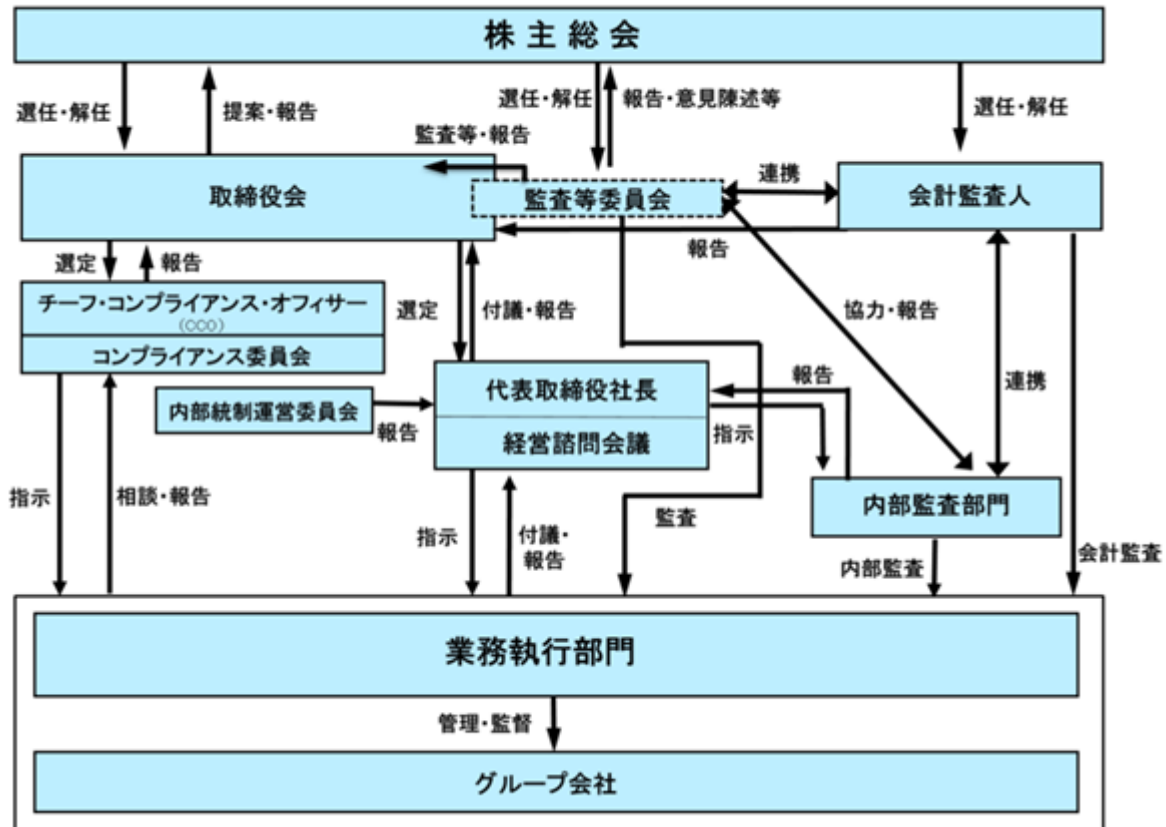 株主総会
選任・解任
提案・報告
選任・解任
報告・意見陳述等
選任・解任
監査等・報告
取締役会
監査等委員会
連携
会計監査人
報告
選定
報告
チーフ・コンプライアンス・オフィサー
(CCO)
コンプライアンス委員会
選定
付議・報告
協力・報告
連携
内部統制運営委員会
報告
代表取締役社長
経営諮問会議
報告
指示
内部監査部門
指示
相談・報告
指示
付議・
報告
監査
内部監査
会計監査
業務執行部門
管理・監督
グループ会社